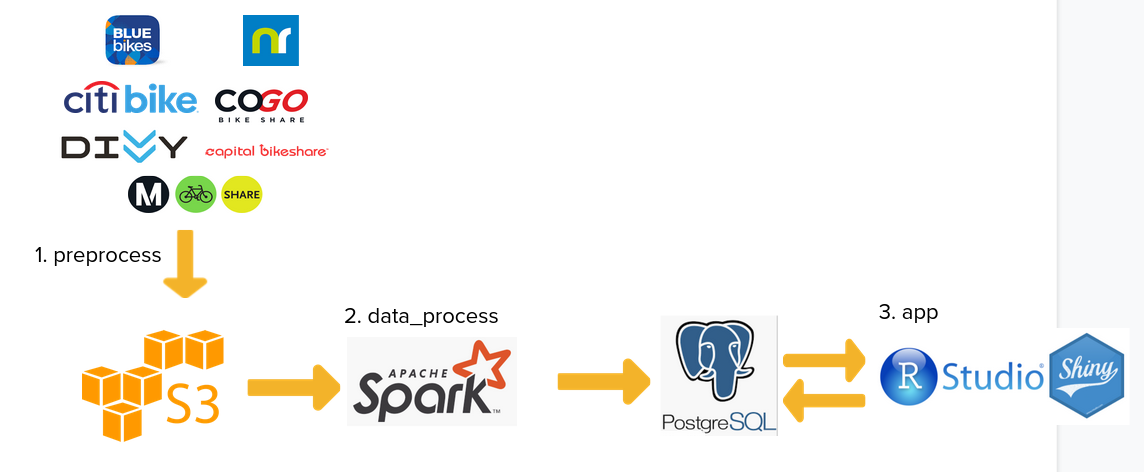 BLUE
bikes
nr
citi bike
COGO
BIKE SHARE
DIVVY
capital bikeshare
M
SHARE
1. preprocess
S3
2. data_process
APACHE
Spark™
PostgreSQL
3. app
R Studio®
Shiny